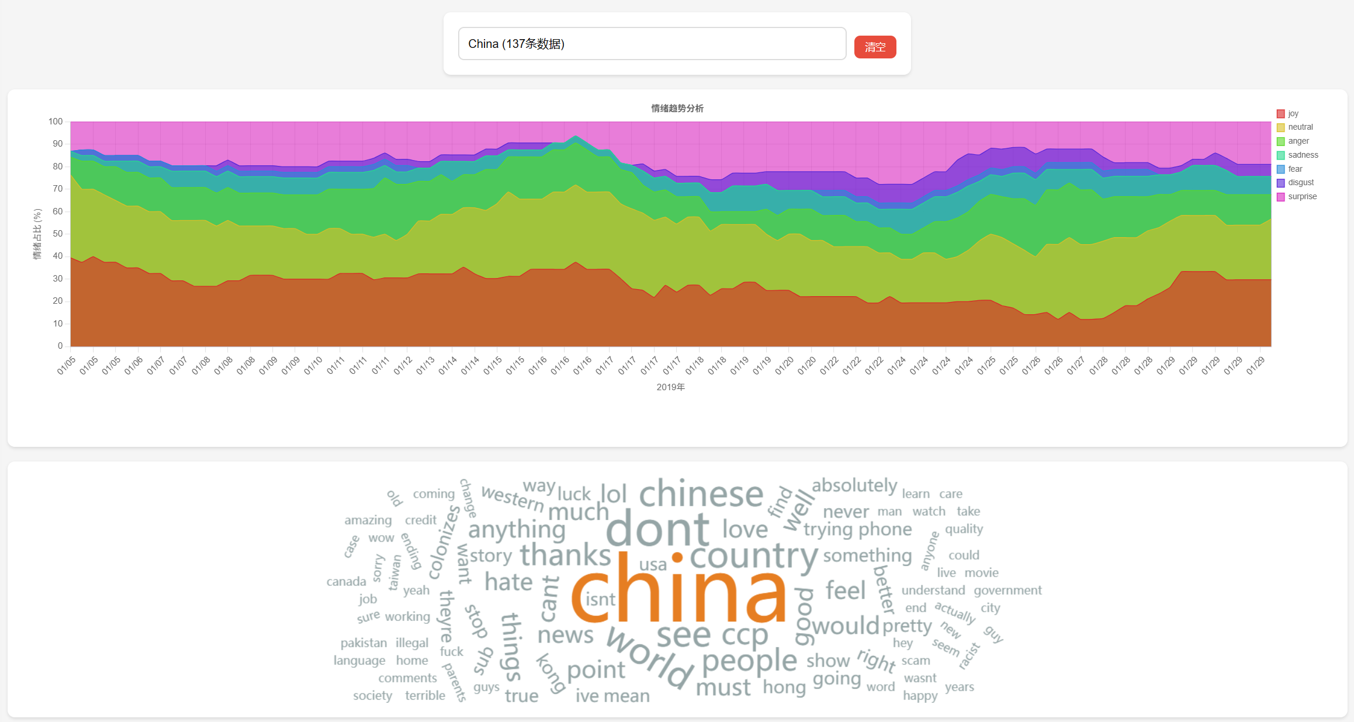 China (137条数据)
清空
情绪趋势分析
joy
neutral
anger
sadness
fear
disgust
surprise
情绪占比 (%)
100
90
80
70
60
50
40
30
20
10
0
01/05 01/05 01/05 01/06 01/06 01/07 01/08 01/08 01/08 01/09 01/09 01/10 01/11 01/11 01/11 01/12 01/13 01/14 01/14 01/15 01/16 01/16 01/16 01/16 01/17 01/17 01/17 01/17 01/18 01/18 01/19 01/19 01/20 01/20 01/22 01/22 01/22 01/24 01/24 01/24 01/24 01/25 01/25 01/26 01/26 01/27 01/28 01/28 01/28 01/29 01/29 01/29 01/29 01/29
2019年
old
coming
change
western
way
luck
lol
chinese
find
well
absolutely
learn
care
amazing
credit
colonizes
anything
much
dont
love
trying
phone
never
man
watch
take
quality
case
wow
ending
want
story
thanks
usa
country
something
anyone
could
live
movie
canada
sorry
taiwan
yeah
hate
cant
isnt
china
good
feel
better
understand
government
job
sure
working
theyre
stop
things
news
world
see
ccp
would
pretty
end
actually
city
new
guy
pakistan
illegal
fuck
language
home
parents
sub
kong
point
people
show
right
hey
seem
racist
scam
comments
guys
true
ive
mean
must
hong
going
word
wasnt
years
society
terrible
happy